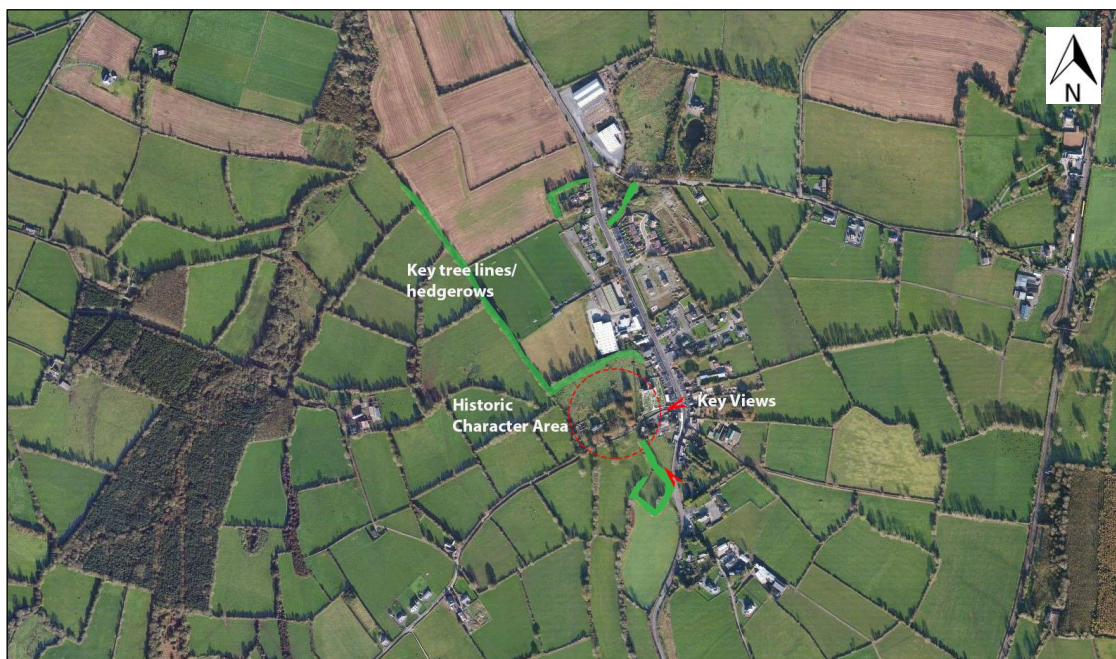 N
Key tree lines/
hedgerows
Historic
Character Area
Key Views